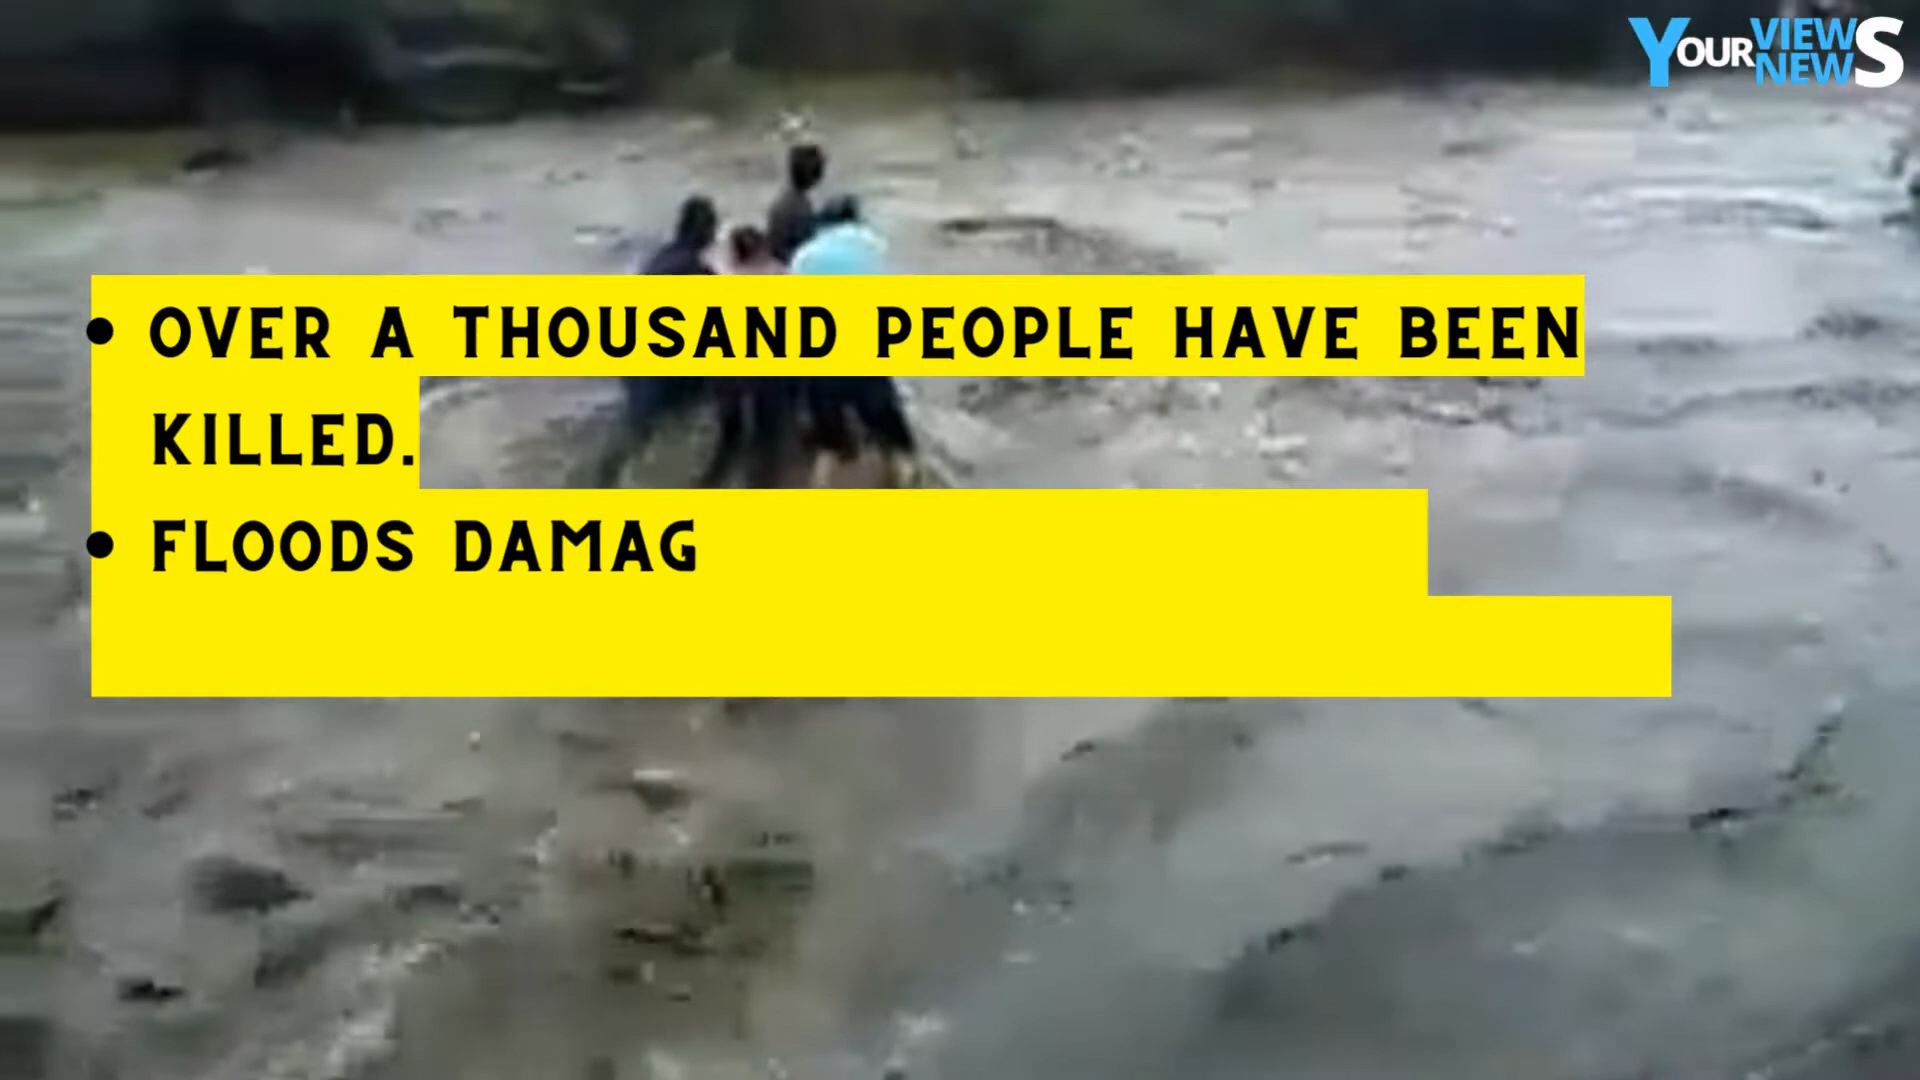 YOUR VIEWS NEWS
• OVER A THOUSAND PEOPLE HAVE BEEN
KILLED.
• FLOODS DAMAG